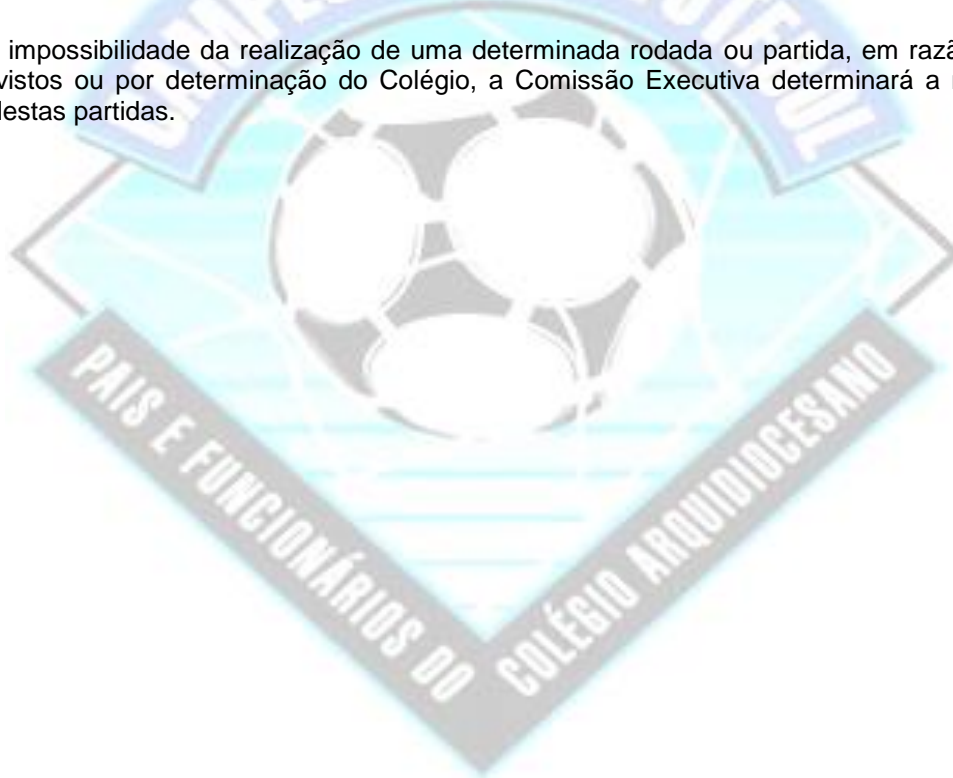 impossibilidade da realização de uma determinada rodada ou partida, em razã
vistos ou por determinação do Colégio, a Comissão Executiva determinará a
destas partidas.
PAIS E FUNCIONÁRIOS DO
COLÉGIO ARQUIDIOCESANO